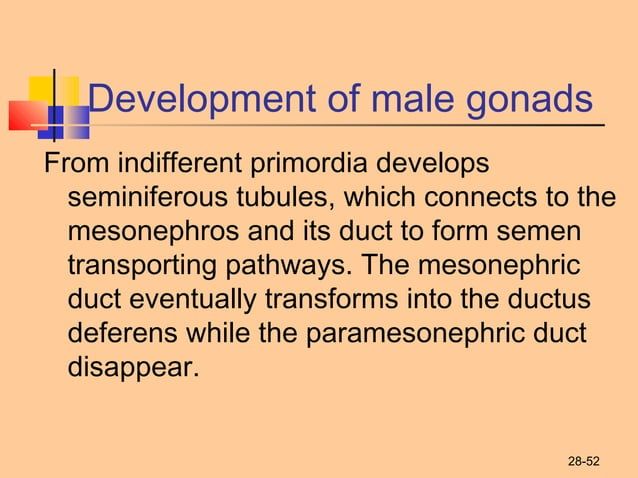 Development of male gonads
From indifferent primordia develops
seminiferous tubules, which connects to the
mesonephros and its duct to form semen
transporting pathways. The mesonephric
duct eventually transforms into the ductus
deferens while the paramesonephric duct
disappear.
28-52